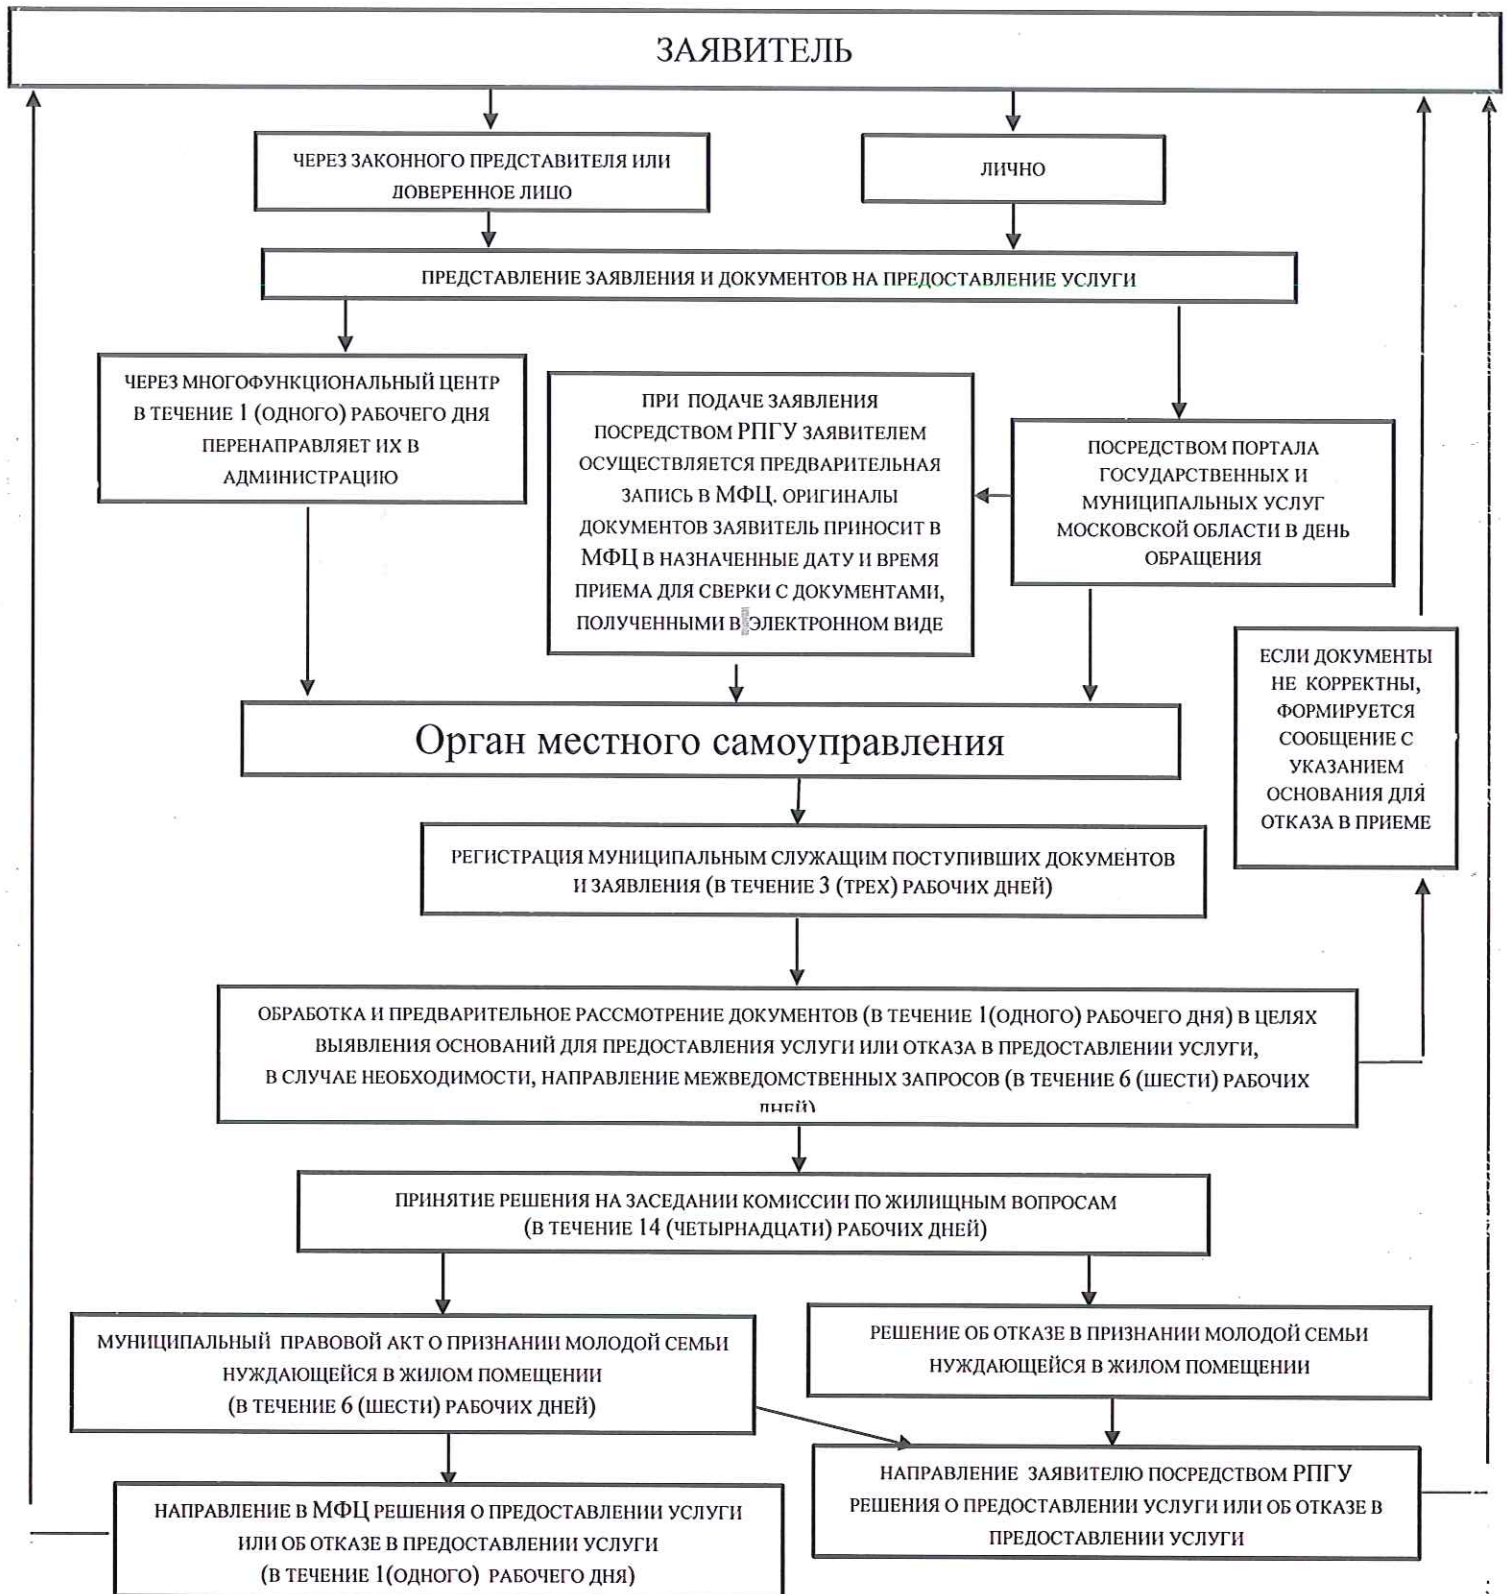 ЗАЯВИТЕЛЬ
ЧЕРЕЗ ЗАКОННОГО ПРЕДСТАВИТЕЛЯ ИЛИ
ДОВЕРЕННОЕ ЛИЦО
ЛИЧНО
ПРЕДСТАВЛЕНИЕ ЗАЯВЛЕНИЯ И ДОКУМЕНТОВ НА ПРЕДОСТАВЛЕНИЕ УСЛУГИ
ЧЕРЕЗ МНОГОФУНКЦИОНАЛЬНЫЙ ЦЕНТР
В ТЕЧЕНИЕ 1 (ОДНОГО) РАБОЧЕГО ДНЯ
ПЕРЕНАПРАВЛЯЕТ ИХ В
АДМИНИСТРАЦИЮ
ПРИ ПОДАЧЕ ЗАЯВЛЕНИЯ
ПОСРЕДСТВОМ РПГУ ЗАЯВИТЕЛЕМ
ОСУЩЕСТВЛЯЕТСЯ ПРЕДВАРИТЕЛЬНАЯ
ЗАПИСЬ В МФЦ. ОРИГИНАЛЫ
ДОКУМЕНТОВ ЗАЯВИТЕЛЬ ПРИНОСИТ В
МФЦ В НАЗНАЧЕННЫЕ ДАТУ И ВРЕМЯ
ПРИЕМА ДЛЯ СВЕРКИ С ДОКУМЕНТАМИ,
ПОЛУЧЕННЫМИ В ЭЛЕКТРОННОМ ВИДЕ
ПОСРЕДСТВОМ ПОРТАЛА
ГОСУДАРСТВЕННЫХ И
МУНИЦИПАЛЬНЫХ УСЛУГ
МОСКОВСКОЙ ОБЛАСТИ В ДЕНЬ
ОБРАЩЕНИЯ
ЕСЛИ ДОКУМЕНТЫ
НЕ КОРРЕКТНЫ,
ФОРМИРУЕТСЯ
СООБЩЕНИЕ С
УКАЗАНИЕМ
ОСНОВАНИЯ ДЛЯ
ОТКАЗА В ПРИЕМЕ
Орган местного самоуправления
РЕГИСТРАЦИЯ МУНИЦИПАЛЬНЫМ СЛУЖАЩИМ ПОСТУПИВШИХ ДОКУМЕНТОВ
И ЗАЯВЛЕНИЯ (В ТЕЧЕНИЕ 3 (ТРЕХ) РАБОЧИХ ДНЕЙ)
ОБРАБОТКА И ПРЕДВАРИТЕЛЬНОЕ РАССМОТРЕНИЕ ДОКУМЕНТОВ (В ТЕЧЕНИЕ 1(ОДНОГО) РАБОЧЕГО ДНЯ) В ЦЕЛЯХ
ВЫЯВЛЕНИЯ ОСНОВАНИЙ ДЛЯ ПРЕДОСТАВЛЕНИЯ УСЛУГИ ИЛИ ОТКАЗА В ПРЕДОСТАВЛЕНИИ УСЛУГИ,
В СЛУЧАЕ НЕОБХОДИМОСТИ, НАПРАВЛЕНИЕ МЕЖВЕДОМСТВЕННЫХ ЗАПРОСОВ (В ТЕЧЕНИЕ 6 (ШЕСТИ) РАБОЧИХ
ДНЕЙ)
ПРИНЯТИЕ РЕШЕНИЯ НА ЗАСЕДАНИИ КОМИССИИ ПО ЖИЛИЩНЫМ ВОПРОСАМ
(В ТЕЧЕНИЕ 14 (ЧЕТЫРНАДЦАТИ) РАБОЧИХ ДНЕЙ)
МУНИЦИПАЛЬНЫЙ ПРАВОВОЙ АКТ О ПРИЗНАНИИ МОЛОДОЙ СЕМЬИ
НУЖДАЮЩЕЙСЯ В ЖИЛОМ ПОМЕЩЕНИИ
(В ТЕЧЕНИЕ 6 (ШЕСТИ) РАБОЧИХ ДНЕЙ)
РЕШЕНИЕ ОБ ОТКАЗЕ В ПРИЗНАНИИ МОЛОДОЙ СЕМЬИ
НУЖДАЮЩЕЙСЯ В ЖИЛОМ ПОМЕЩЕНИИ
НАПРАВЛЕНИЕ В МФЦ РЕШЕНИЯ О ПРЕДОСТАВЛЕНИИ УСЛУГИ
ИЛИ ОБ ОТКАЗЕ В ПРЕДОСТАВЛЕНИИ УСЛУГИ
(В ТЕЧЕНИЕ 1(ОДНОГО) РАБОЧЕГО ДНЯ)
НАПРАВЛЕНИЕ ЗАЯВИТЕЛЮ ПОСРЕДСТВОМ РПГУ
РЕШЕНИЯ О ПРЕДОСТАВЛЕНИИ УСЛУГИ ИЛИ ОБ ОТКАЗЕ В
ПРЕДОСТАВЛЕНИИ УСЛУГИ